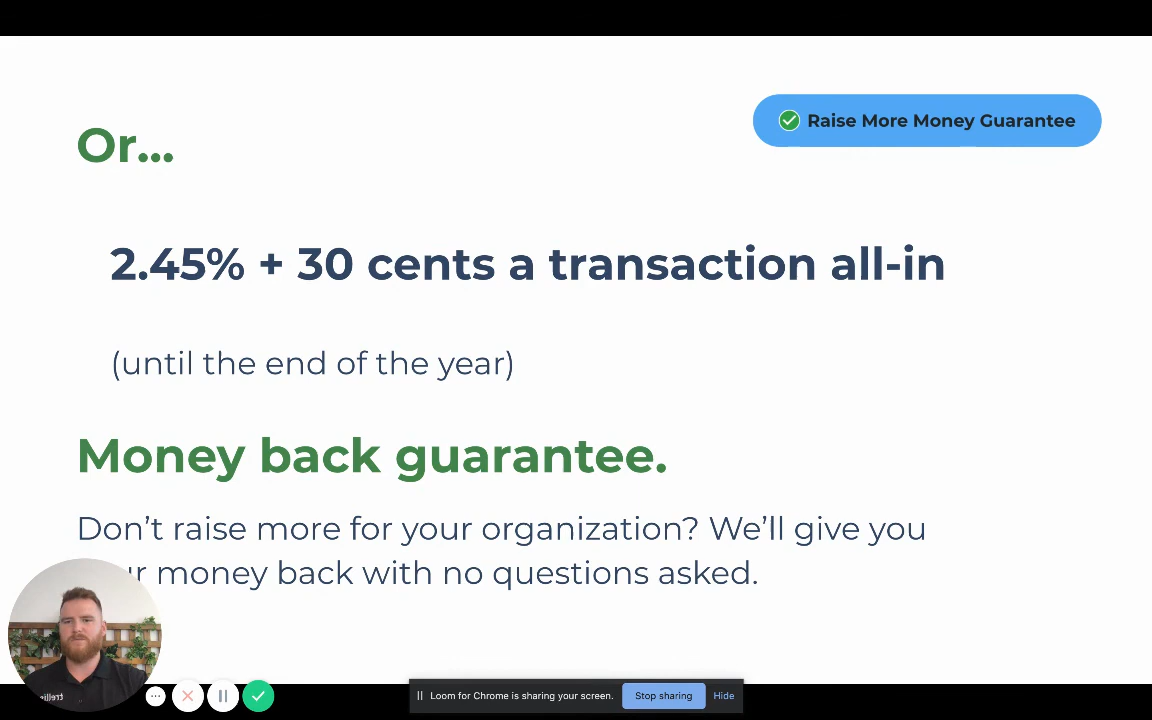 Or...
Raise More Money Guarantee
2.45% + 30 cents a transaction all-in
(until the end of the year)
Money back guarantee.
Don’t raise more for your organization? We’ll give you
r money back with no questions asked.
Loom for Chrome is sharing your screen.
Stop sharing
Hide